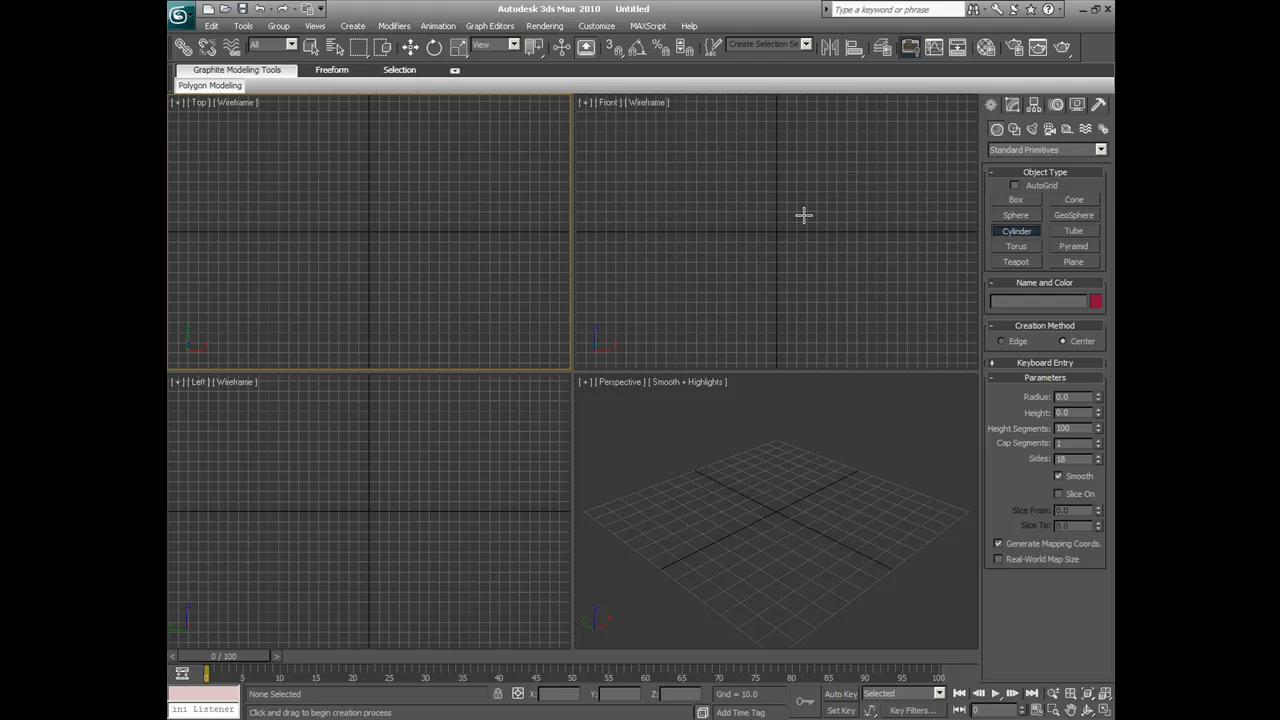 Autodesk 3ds Max 2010 Untitled
Type a keyword or phrase
Edit Tools Group Views Create Modifiers Animation Graph Editors Rendering Customize MAXScript Help
All View Create Selection Se
Graphite Modeling Tools Freeform Selection
Polygon Modeling
[ + ] [ Top ] [ Wireframe ]
[ + ] [ Front ] [ Wireframe ]
[ + ] [ Left ] [ Wireframe ]
[ + ] [ Perspective ] [ Smooth + Highlights ]
Standard Primitives
- Object Type
AutoGrid
Box Cone
Sphere GeoSphere
Cylinder Tube
Torus Pyramid
Teapot Plane
- Name and Color
- Creation Method
Edge Center
+ Keyboard Entry
- Parameters
Radius: 0.0
Height: 0.0
Height Segments: 100
Cap Segments: 1
Sides: 18
Smooth
Slice On
Slice From: 0.0
Slice To: 0.0
Generate Mapping Coords.
Real-World Map Size
< 0 / 100 >
0 5 10 15 20 25 30 35 40 45 50 55 60 65 70 75 80 85 90 95 100
None Selected X: Y: Z: Grid = 10.0 Auto Key Selected
ini Listener Click and drag to begin creation process Add Time Tag Set Key Key Filters... 0